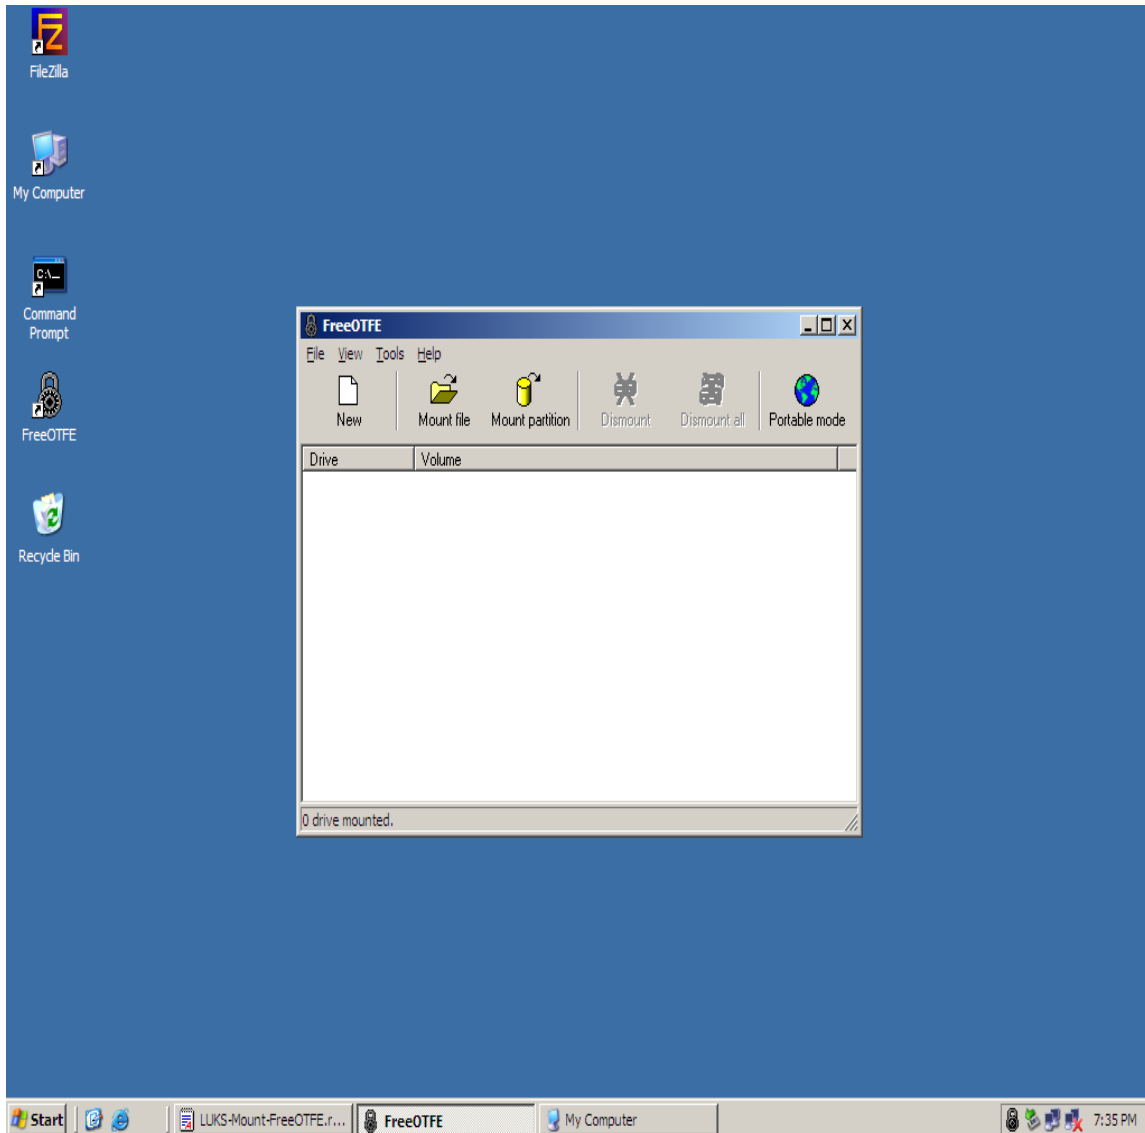 FileZilla
My Computer
C:\
Command
Prompt
FreeOTFE
Recycle Bin
FreeOTFE
File View Tools Help
New Mount file Mount partition Dismount Dismount all Portable mode
Drive Volume
0 drive mounted.
Start LUKS-Mount-FreeOTFE.r... FreeOTFE My Computer 7:35 PM